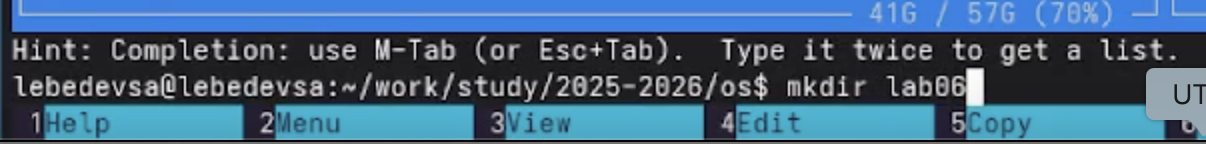 41G / 57G (70%)
Hint: Completion: use M-Tab (or Esc+Tab).  Type it twice to get a list.
lebedevsa@lebedevsa:~/work/study/2025-2026/os$ mkdir lab06
1Help 2Menu 3View 4Edit 5Copy 6
UT